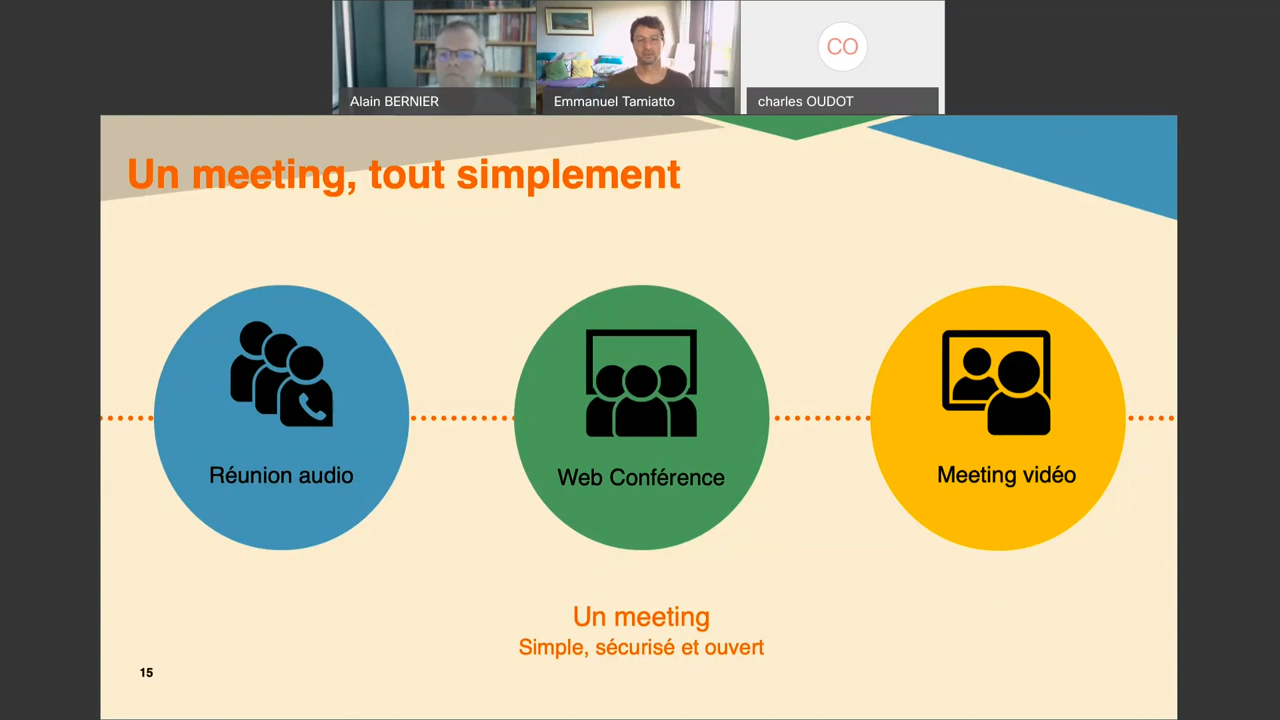 Alain BERNIER
Emmanuel Tamiatto
CO
charles OUDOT
Un meeting, tout simplement
Réunion audio
Web Conférence
Meeting vidéo
Un meeting
Simple, sécurisé et ouvert
15